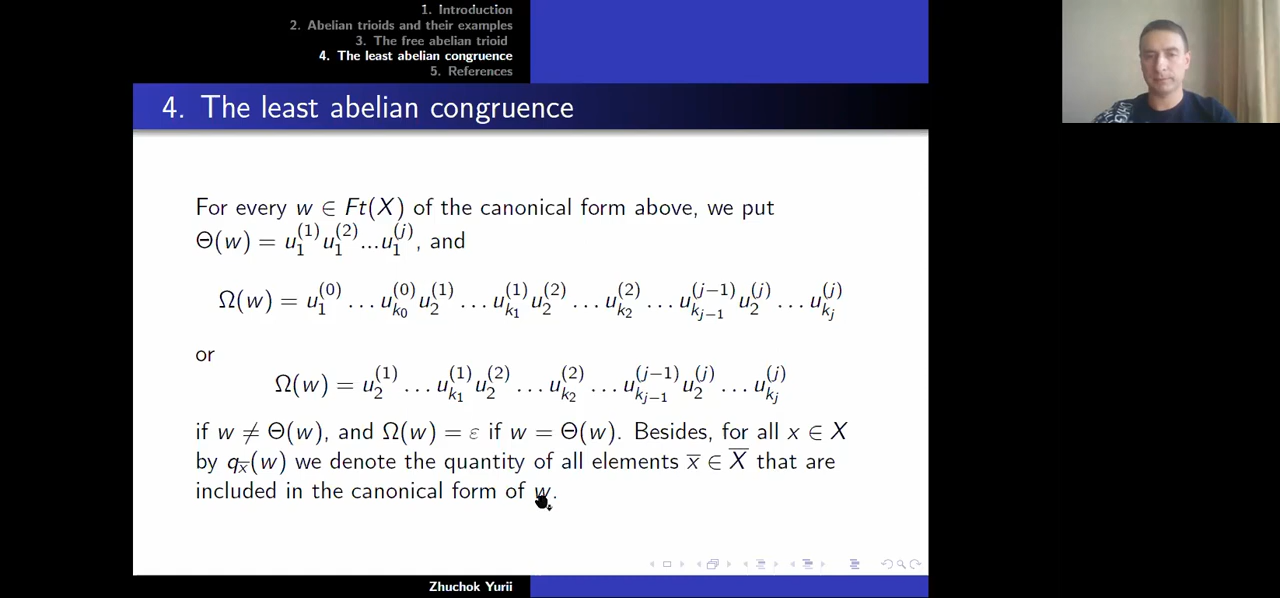 1. Introduction
2. Abelian trioids and their examples
3. The free abelian trioid
4. The least abelian congruence
5. References
4. The least abelian congruence
For every w ∈ Ft(X) of the canonical form above, we put
Θ(w) = u₁⁽¹⁾u₁⁽²⁾...u₁⁽ʲ⁾, and
Ω(w) = u_1^{(0)} … u_{k_0}^{(0)} u_2^{(1)} … u_{k_1}^{(1)} u_2^{(2)} … u_{k_2}^{(2)} … u_{k_{j−1}}^{(j−1)} u_2^{(j)} … u_{k_j}^{(j)}
or
Ω(w) = u_2^{(1)} … u_{k_1}^{(1)} u_2^{(2)} … u_{k_2}^{(2)} … u_{k_{j−1}}^{(j−1)} u_2^{(j)} … u_{k_j}^{(j)}
if w ≠ Θ(w), and Ω(w) = ε if w = Θ(w). Besides, for all x ∈ X
by q_{x̅}(w) we denote the quantity of all elements x̅ ∈ X̅ that are
included in the canonical form of w.
Zhuchok Yurii